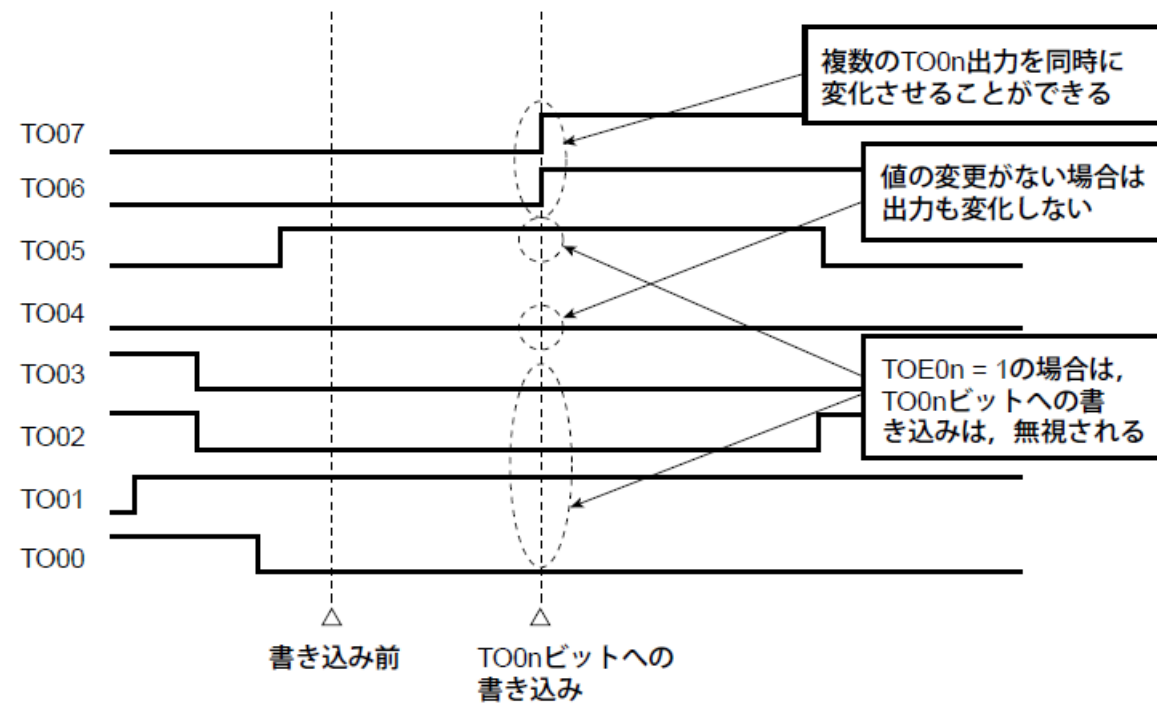 複数のTO0n出力を同時に
変化させることができる
TO07
値の変更がない場合は
出力も変化しない
TO06
TO05
TO04
TOE0n = 1の場合は,
TO0nビットへの書
き込みは，無視される
TO03
TO02
TO01
TO00
書き込み前
TO0nビットへの
書き込み